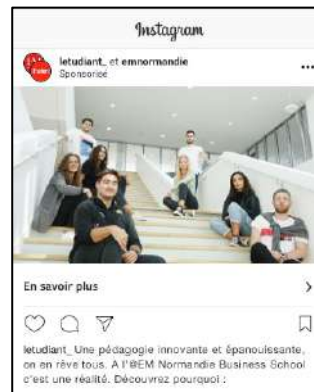 Instagram
letudiant_ et emnormandie
Sponsorisé
En savoir plus
letudiant_ Une pédagogie innovante et épanouissante,
on en rêve tous. A l'@EM Normandie Business School
c'est une réalité. Découvrez pourquoi :